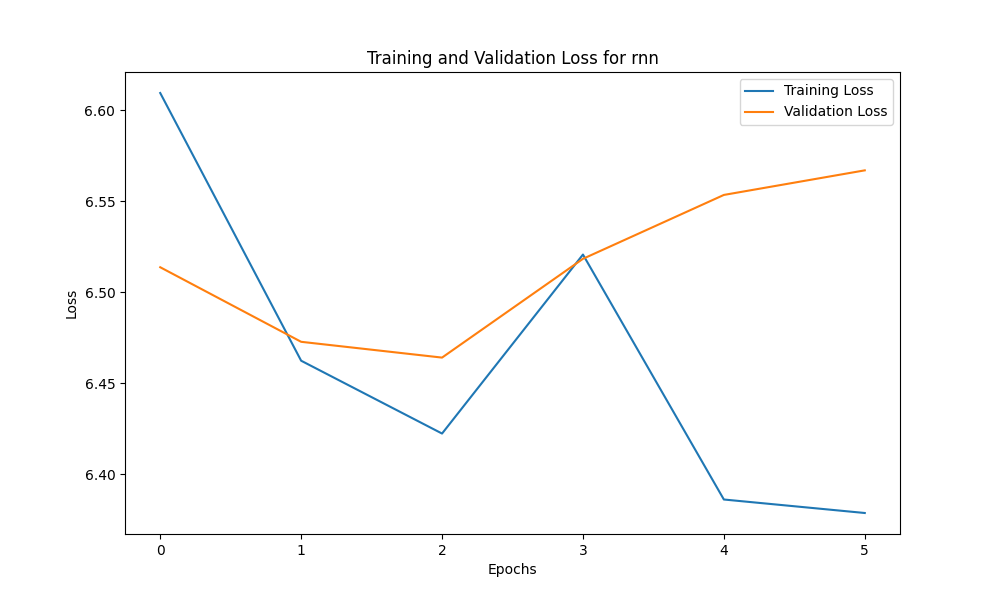 Training and Validation Loss for rnn
Training Loss
Validation Loss
6.60
6.55
6.50
6.45
6.40
Loss
0 1 2 3 4 5
Epochs